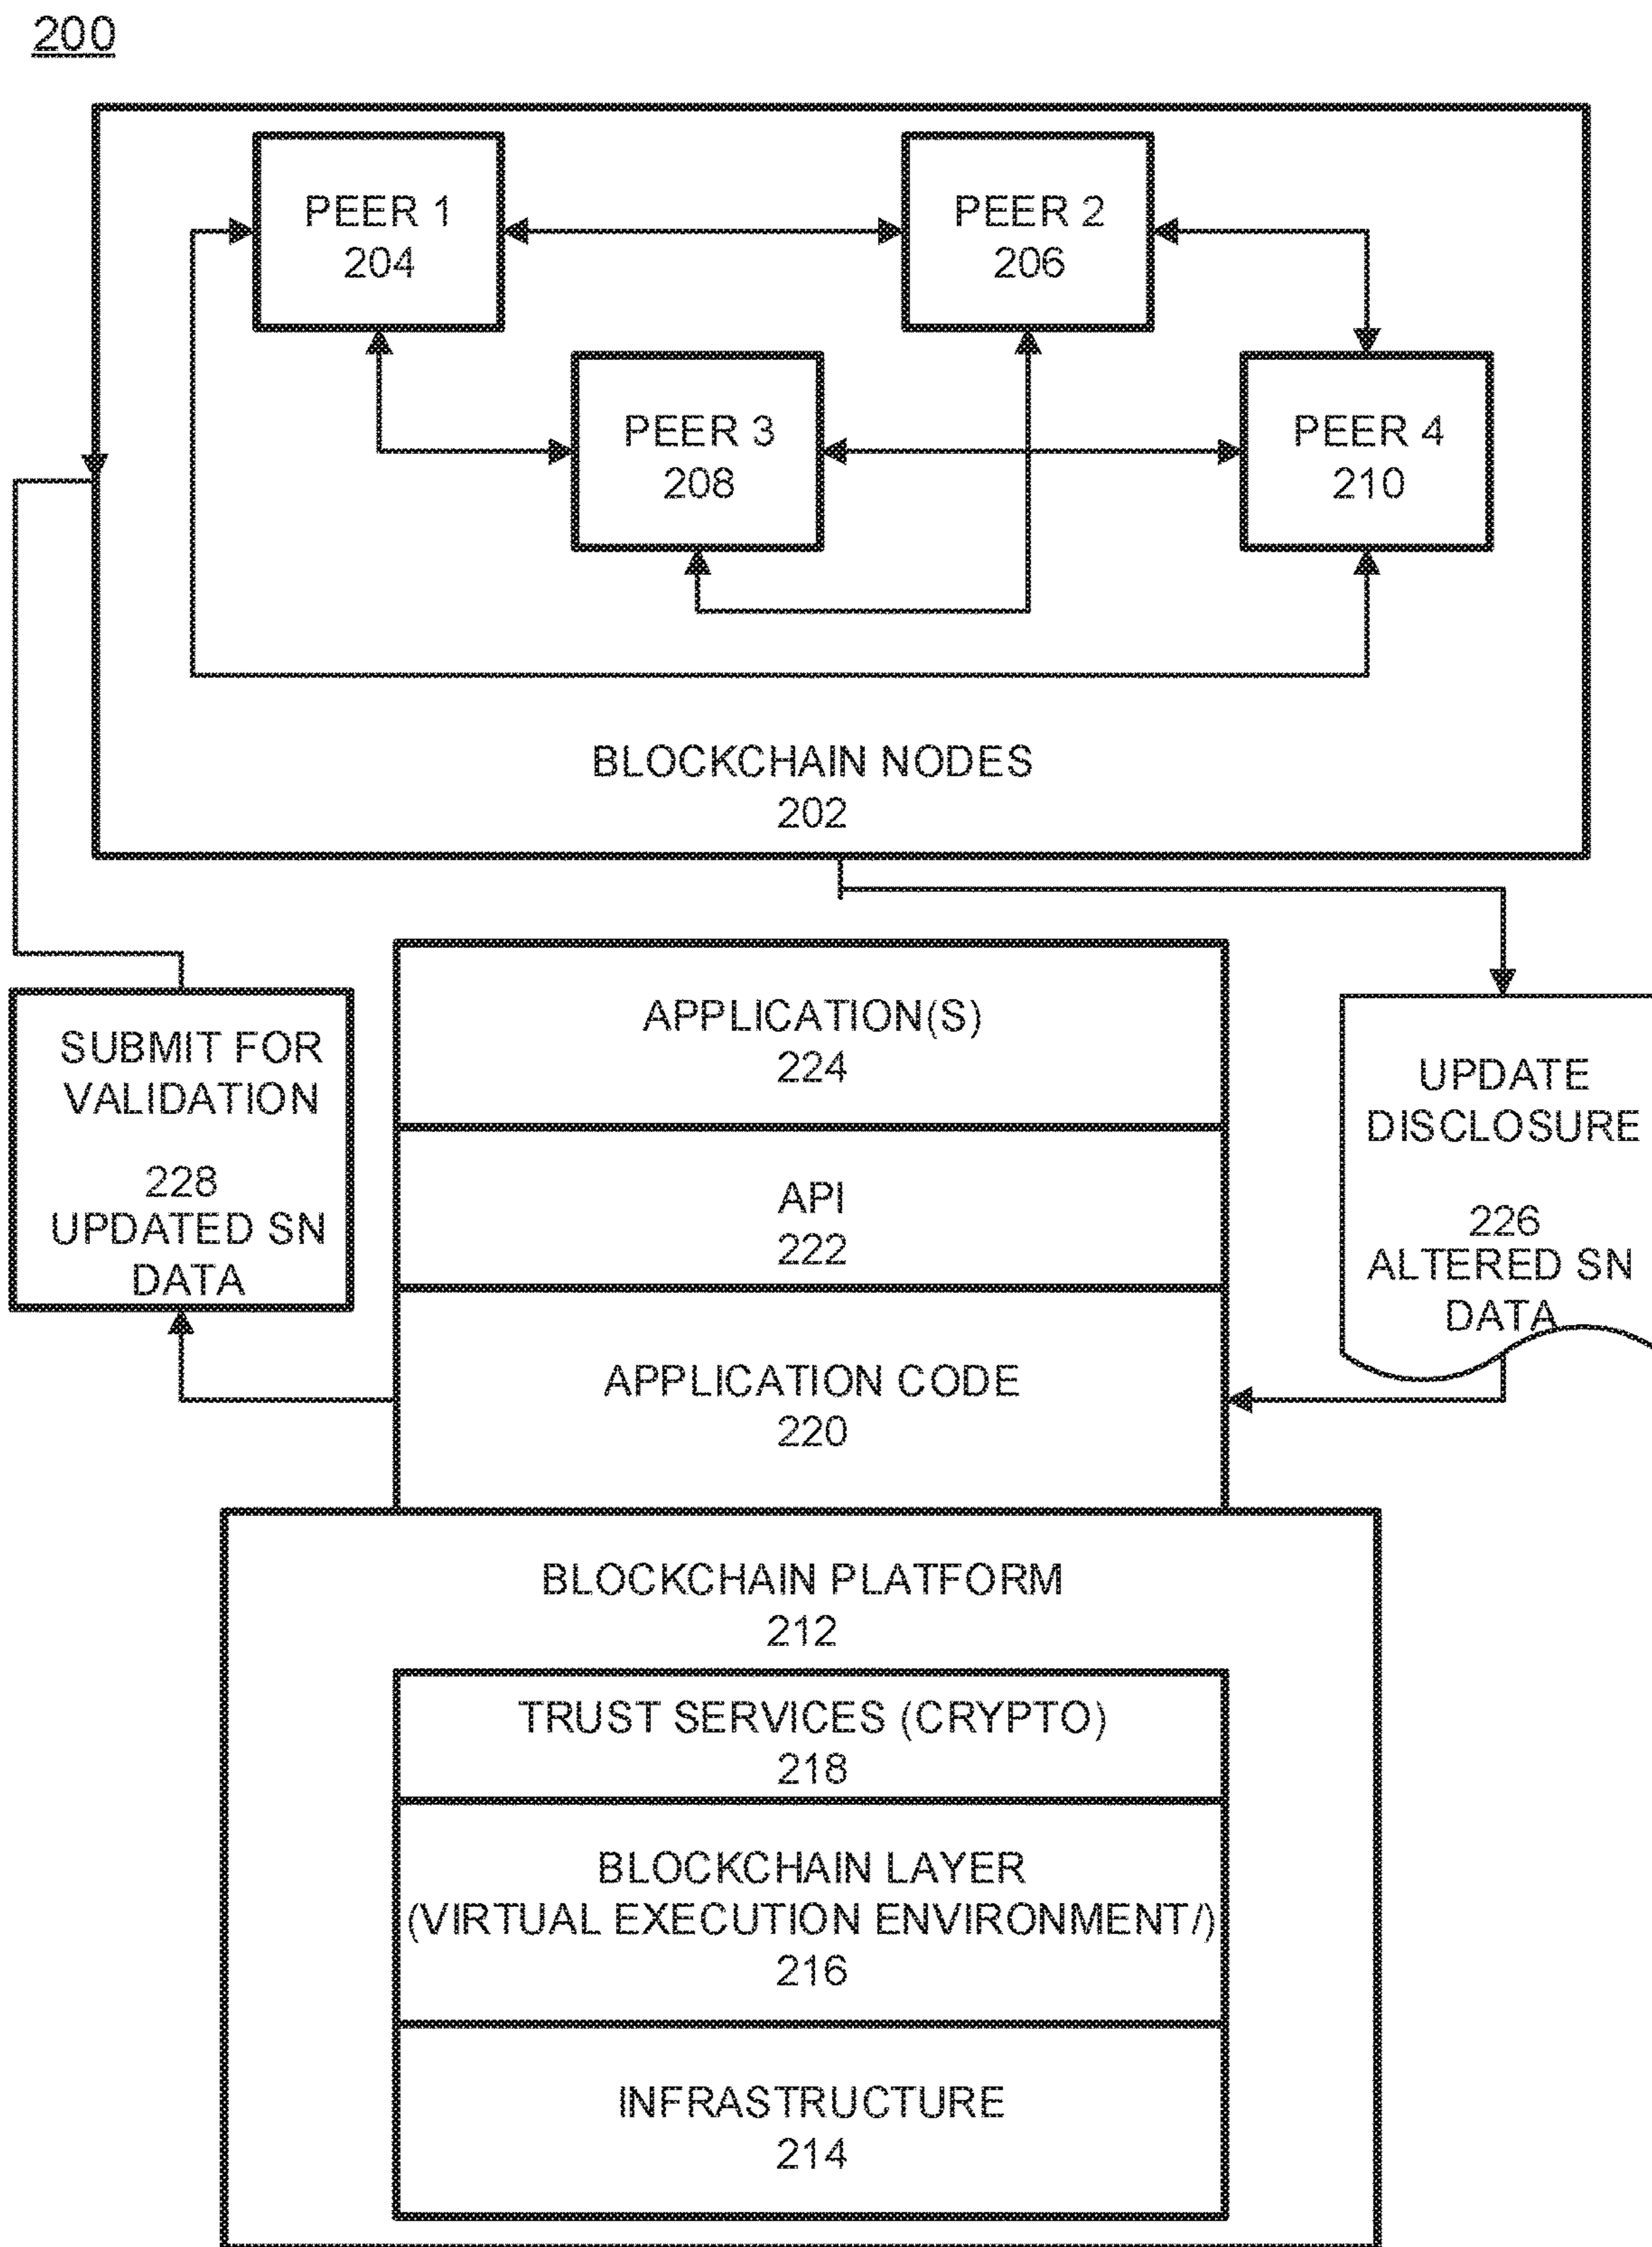 200
PEER 1
204
PEER 2
206
PEER 3
208
PEER 4
210
BLOCKCHAIN NODES
202
SUBMIT FOR
VALIDATION
228
UPDATED SN
DATA
APPLICATION(S)
224
API
222
APPLICATION CODE
220
UPDATE
DISCLOSURE
226
ALTERED SN
DATA
BLOCKCHAIN PLATFORM
212
TRUST SERVICES (CRYPTO)
218
BLOCKCHAIN LAYER
(VIRTUAL EXECUTION ENVIRONMENT/)
216
INFRASTRUCTURE
214